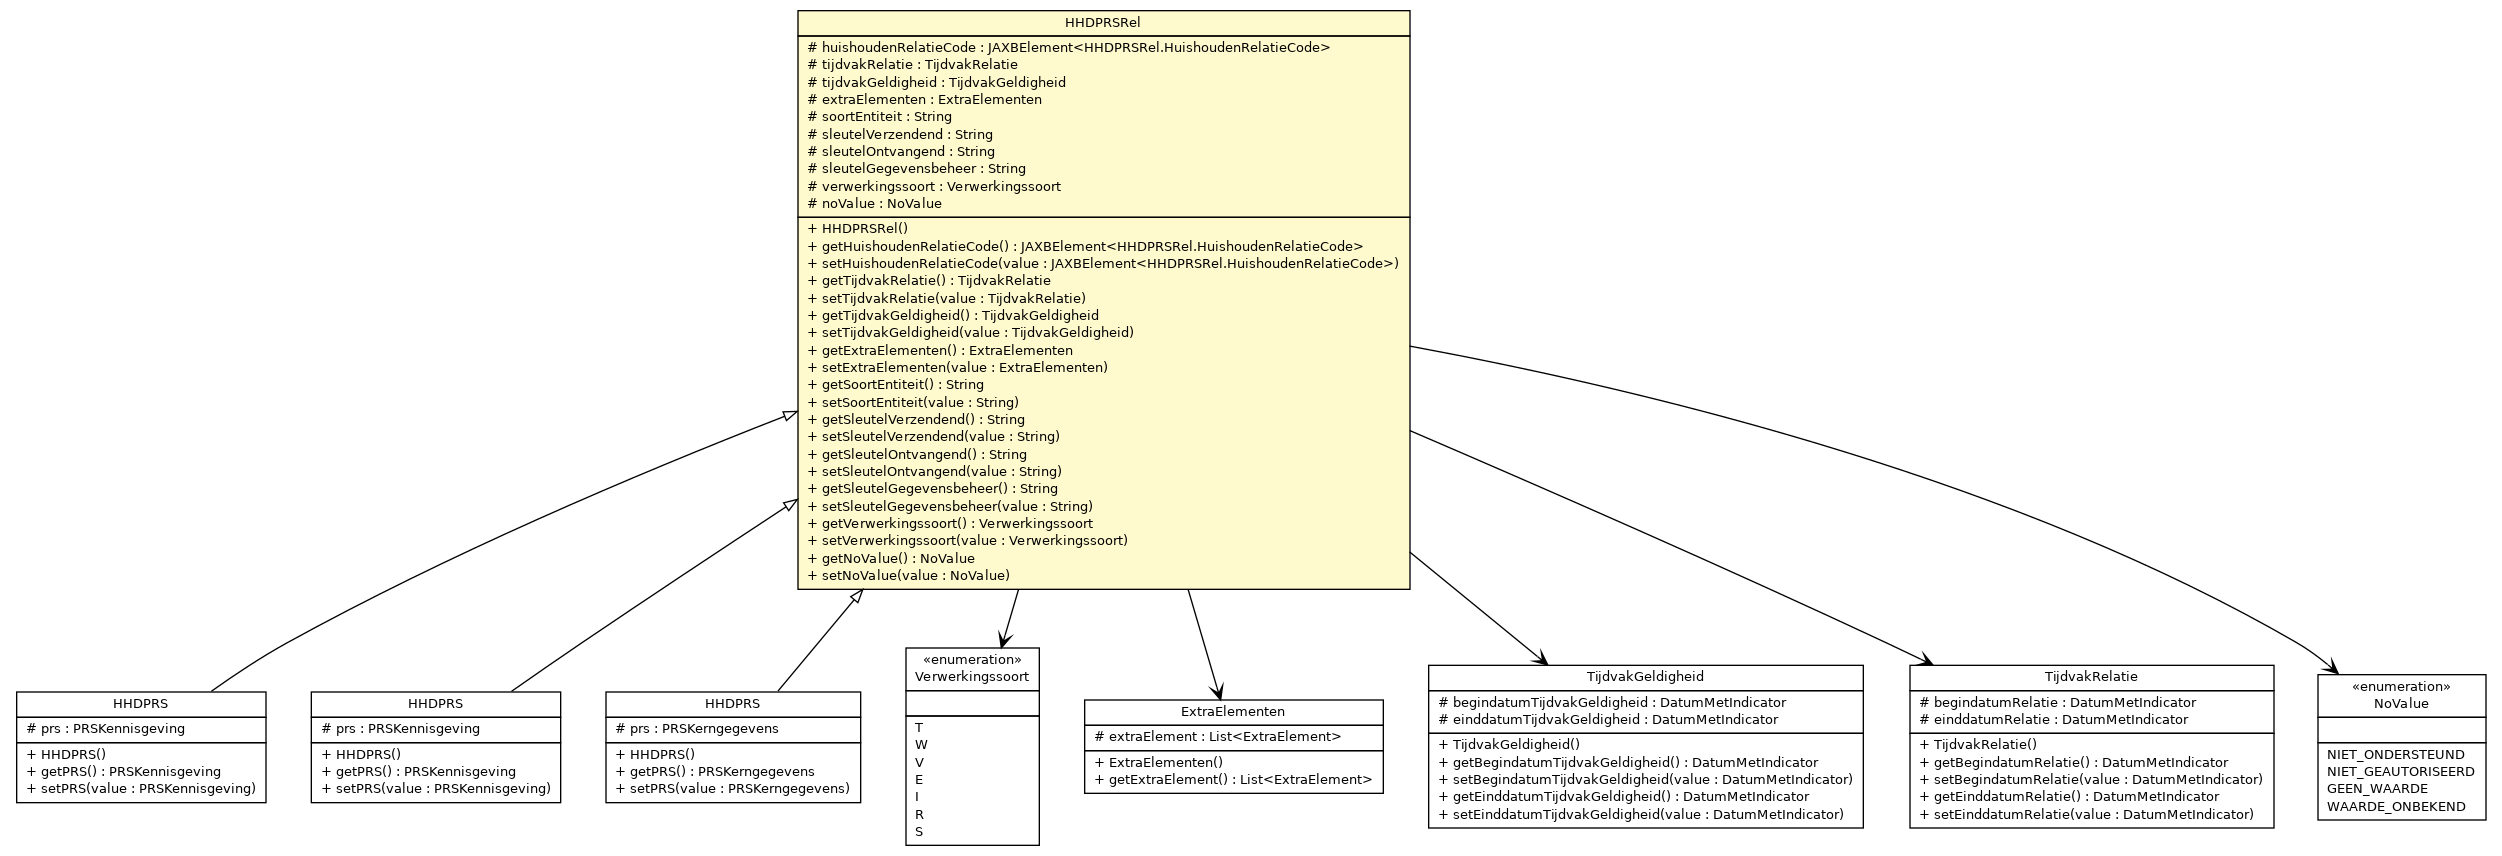 HHDPRSRel
# huishoudenRelatieCode : JAXBElement<HHDPRSRel.HuishoudenRelatieCode>
# tijdvakRelatie : TijdvakRelatie
# tijdvakGeldigheid : TijdvakGeldigheid
# extraElementen : ExtraElementen
# soortEntiteit : String
# sleutelVerzendend : String
# sleutelOntvangend : String
# sleutelGegevensbeheer : String
# verwerkingssoort : Verwerkingssoort
# noValue : NoValue
+ HHDPRSRel()
+ getHuishoudenRelatieCode() : JAXBElement<HHDPRSRel.HuishoudenRelatieCode>
+ setHuishoudenRelatieCode(value : JAXBElement<HHDPRSRel.HuishoudenRelatieCode>)
+ getTijdvakRelatie() : TijdvakRelatie
+ setTijdvakRelatie(value : TijdvakRelatie)
+ getTijdvakGeldigheid() : TijdvakGeldigheid
+ setTijdvakGeldigheid(value : TijdvakGeldigheid)
+ getExtraElementen() : ExtraElementen
+ setExtraElementen(value : ExtraElementen)
+ getSoortEntiteit() : String
+ setSoortEntiteit(value : String)
+ getSleutelVerzendend() : String
+ setSleutelVerzendend(value : String)
+ getSleutelOntvangend() : String
+ setSleutelOntvangend(value : String)
+ getSleutelGegevensbeheer() : String
+ setSleutelGegevensbeheer(value : String)
+ getVerwerkingssoort() : Verwerkingssoort
+ setVerwerkingssoort(value : Verwerkingssoort)
+ getNoValue() : NoValue
+ setNoValue(value : NoValue)
HHDPRS
# prs : PRSKennisgeving
+ HHDPRS()
+ getPRS() : PRSKennisgeving
+ setPRS(value : PRSKennisgeving)
HHDPRS
# prs : PRSKennisgeving
+ HHDPRS()
+ getPRS() : PRSKennisgeving
+ setPRS(value : PRSKennisgeving)
HHDPRS
# prs : PRSKerngegevens
+ HHDPRS()
+ getPRS() : PRSKerngegevens
+ setPRS(value : PRSKerngegevens)
«enumeration»
Verwerkingssoort
T
W
V
E
I
R
S
ExtraElementen
# extraElement : List<ExtraElement>
+ ExtraElementen()
+ getExtraElement() : List<ExtraElement>
TijdvakGeldigheid
# begindatumTijdvakGeldigheid : DatumMetIndicator
# einddatumTijdvakGeldigheid : DatumMetIndicator
+ TijdvakGeldigheid()
+ getBegindatumTijdvakGeldigheid() : DatumMetIndicator
+ setBegindatumTijdvakGeldigheid(value : DatumMetIndicator)
+ getEinddatumTijdvakGeldigheid() : DatumMetIndicator
+ setEinddatumTijdvakGeldigheid(value : DatumMetIndicator)
TijdvakRelatie
# begindatumRelatie : DatumMetIndicator
# einddatumRelatie : DatumMetIndicator
+ TijdvakRelatie()
+ getBegindatumRelatie() : DatumMetIndicator
+ setBegindatumRelatie(value : DatumMetIndicator)
+ getEinddatumRelatie() : DatumMetIndicator
+ setEinddatumRelatie(value : DatumMetIndicator)
«enumeration»
NoValue
NIET_ONDERSTEUND
NIET_GEAUTORISEERD
GEEN_WAARDE
WAARDE_ONBEKEND